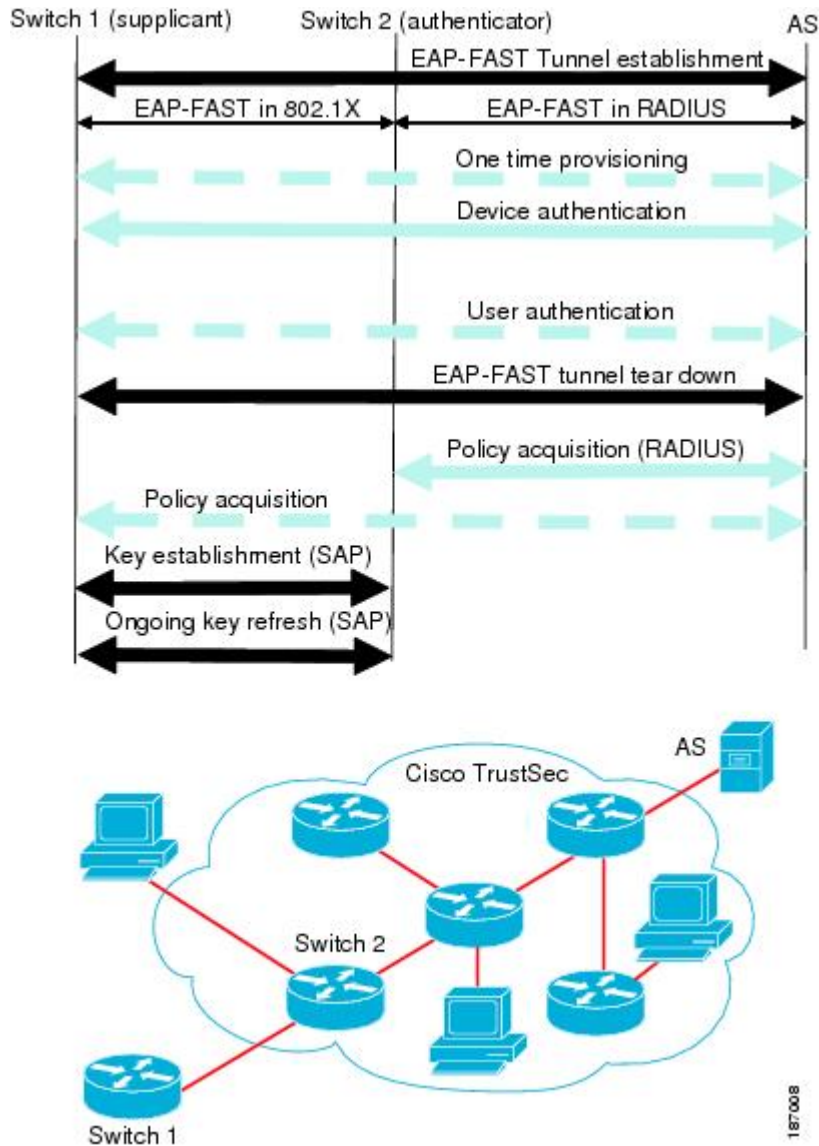 Switch 1 (supplicant)
Switch 2 (authenticator)
AS
EAP-FAST Tunnel establishment
EAP-FAST in 802.1X
EAP-FAST in RADIUS
One time provisioning
Device authentication
User authentication
EAP-FAST tunnel tear down
Policy acquisition (RADIUS)
Policy acquisition
Key establishment (SAP)
Ongoing key refresh (SAP)
AS
Cisco TrustSec
Switch 2
Switch 1
187008